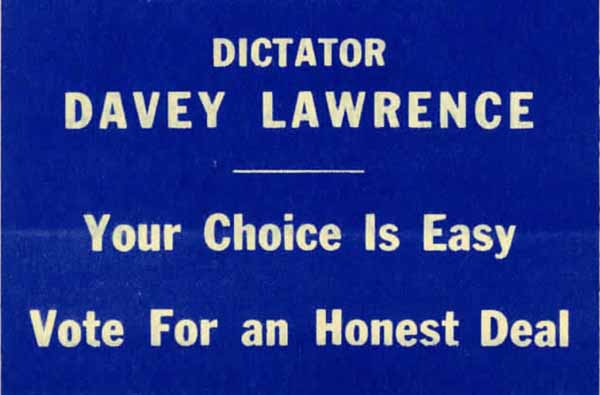 DICTATOR
DAVEY LAWRENCE
Your Choice Is Easy
Vote For an Honest Deal